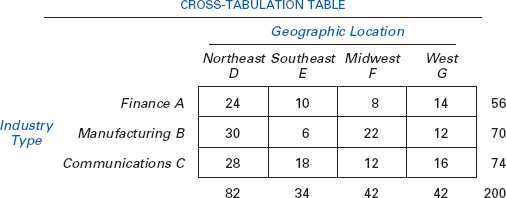 CROSS-TABULATION TABLE
Geographic Location
Northeast Southeast Midwest West
D E F G
Finance A 24 10 8 14 56
Industry Type
Manufacturing B 30 6 22 12 70
Communications C 28 18 12 16 74
82 34 42 42 200